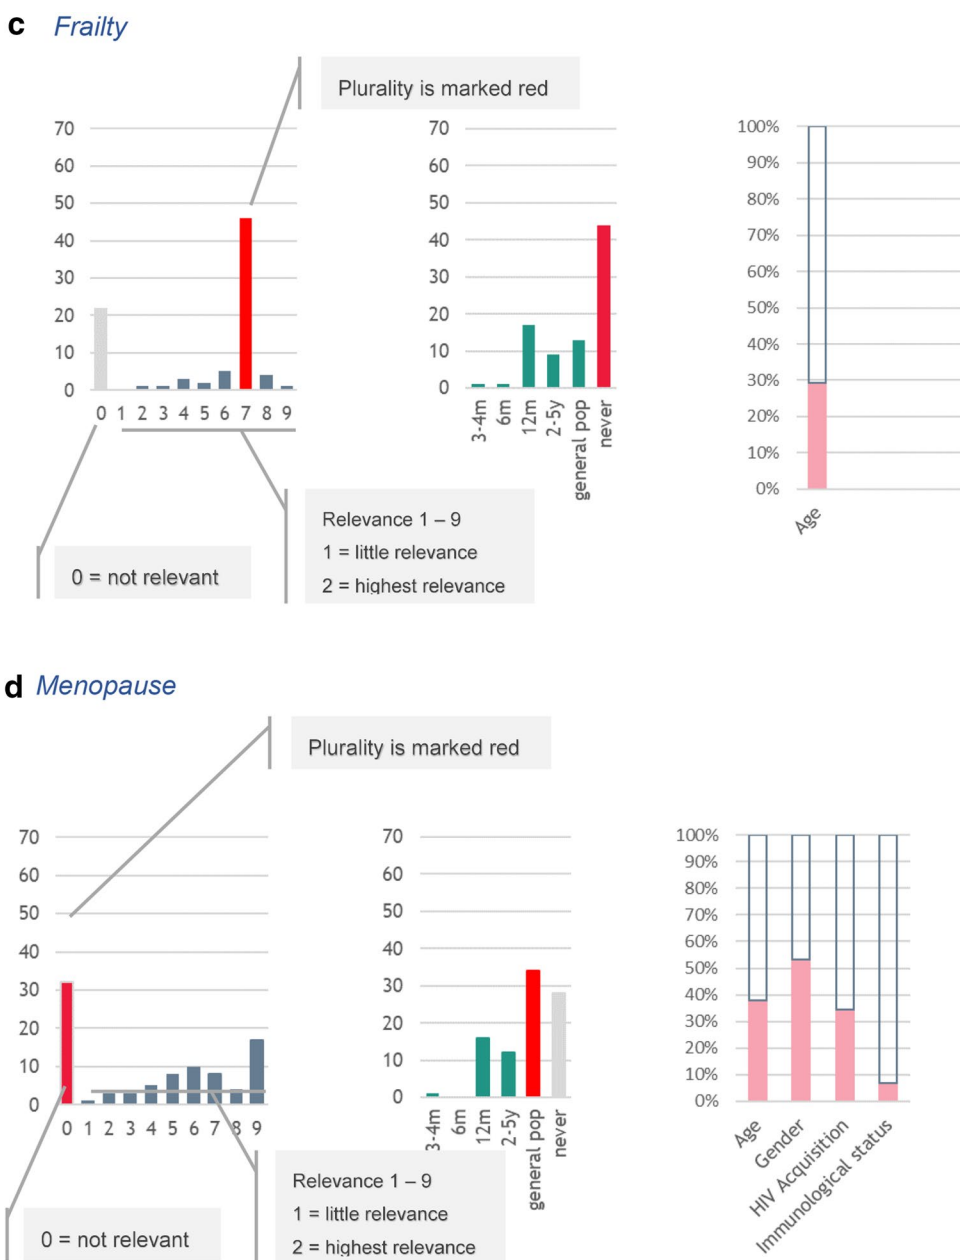 c Frailty
Plurality is marked red
70
60
50
40
30
20
10
0
0 1 2 3 4 5 6 7 8 9
70
60
50
40
30
20
10
0
3-4m
6m
12m
2-5y
general pop
never
100%
90%
80%
70%
60%
50%
40%
30%
20%
10%
0%
Age
0 = not relevant
Relevance 1 – 9
1 = little relevance
2 = highest relevance
d Menopause
Plurality is marked red
70
60
50
40
30
20
10
0
0 1 2 3 4 5 6 7 8 9
70
60
50
40
30
20
10
0
3-4m
6m
12m
2-5y
general pop
never
100%
90%
80%
70%
60%
50%
40%
30%
20%
10%
0%
Age
Gender
HIV Acquisition
Immunological status
0 = not relevant
Relevance 1 – 9
1 = little relevance
2 = highest relevance